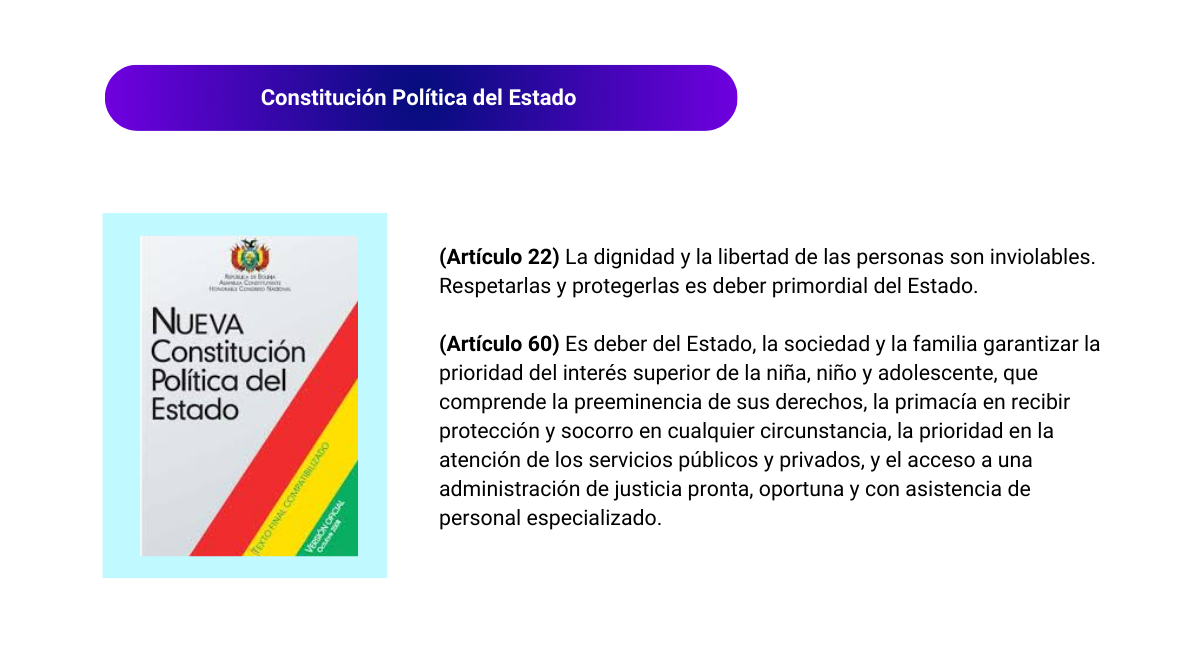 Constitución Política del Estado
REPÚBLICA DE BOLIVIA
ASAMBLEA CONSTITUYENTE
HONORABLE CONGRESO NACIONAL
NUEVA
Constitución
Política del
Estado
TEXTO FINAL COMPATIBILIZADO
VERSIÓN OFICIAL
Octubre 2008
(Artículo 22) La dignidad y la libertad de las personas son inviolables.
Respetarlas y protegerlas es deber primordial del Estado.
(Artículo 60) Es deber del Estado, la sociedad y la familia garantizar la
prioridad del interés superior de la niña, niño y adolescente, que
comprende la preeminencia de sus derechos, la primacía en recibir
protección y socorro en cualquier circunstancia, la prioridad en la
atención de los servicios públicos y privados, y el acceso a una
administración de justicia pronta, oportuna y con asistencia de
personal especializado.